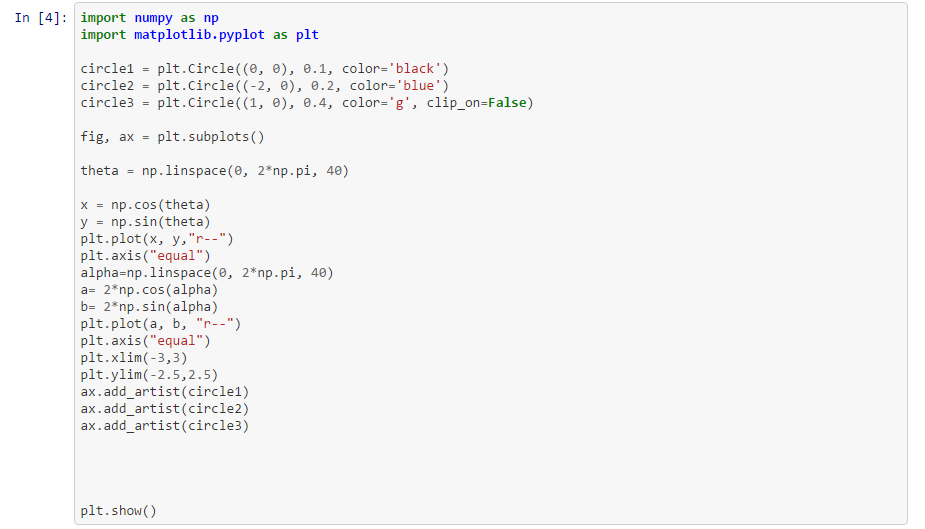 In [4]: import numpy as np
import matplotlib.pyplot as plt
circle1 = plt.Circle((0, 0), 0.1, color='black')
circle2 = plt.Circle((-2, 0), 0.2, color='blue')
circle3 = plt.Circle((1, 0), 0.4, color='g', clip_on=False)
fig, ax = plt.subplots()
theta = np.linspace(0, 2*np.pi, 40)
x = np.cos(theta)
y = np.sin(theta)
plt.plot(x, y,"r--")
plt.axis("equal")
alpha=np.linspace(0, 2*np.pi, 40)
a= 2*np.cos(alpha)
b= 2*np.sin(alpha)
plt.plot(a, b, "r--")
plt.axis("equal")
plt.xlim(-3,3)
plt.ylim(-2.5,2.5)
ax.add_artist(circle1)
ax.add_artist(circle2)
ax.add_artist(circle3)
plt.show()